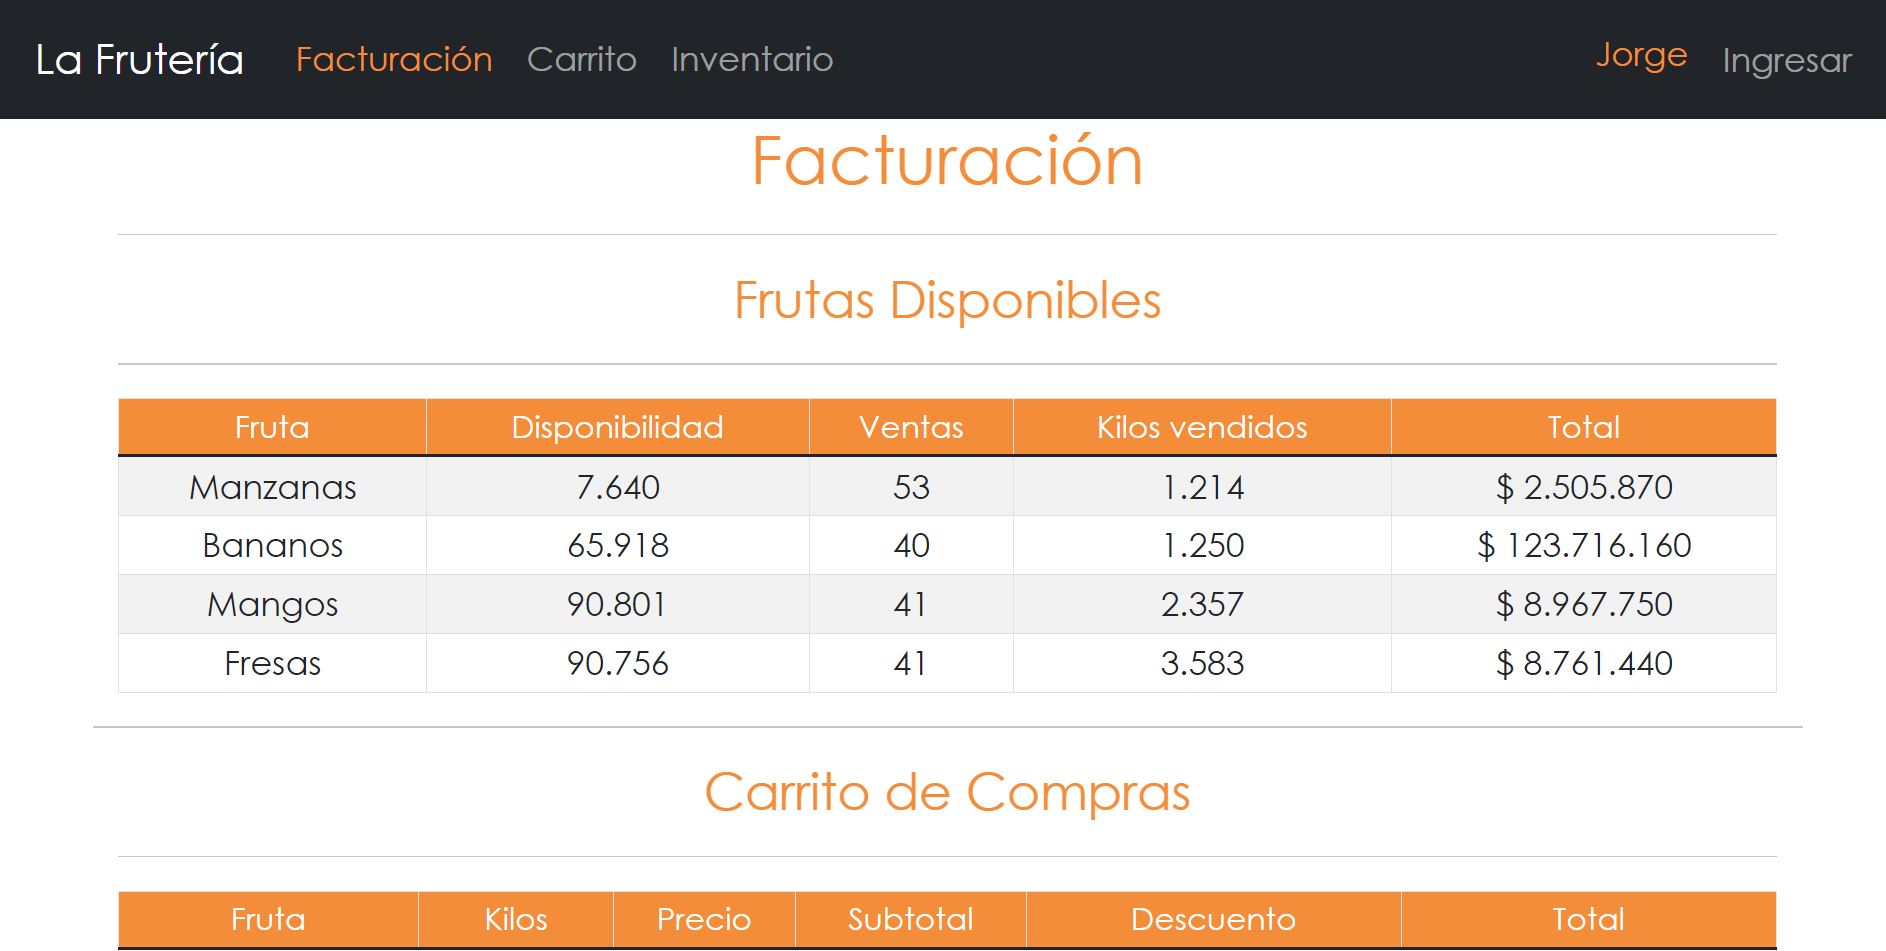 La Frutería Facturación Carrito Inventario Jorge Ingresar
Facturación
Frutas Disponibles
Fruta Disponibilidad Ventas Kilos vendidos Total
Manzanas 7.640 53 1.214 $ 2.505.870
Bananos 65.918 40 1.250 $ 123.716.160
Mangos 90.801 41 2.357 $ 8.967.750
Fresas 90.756 41 3.583 $ 8.761.440
Carrito de Compras
Fruta Kilos Precio Subtotal Descuento Total